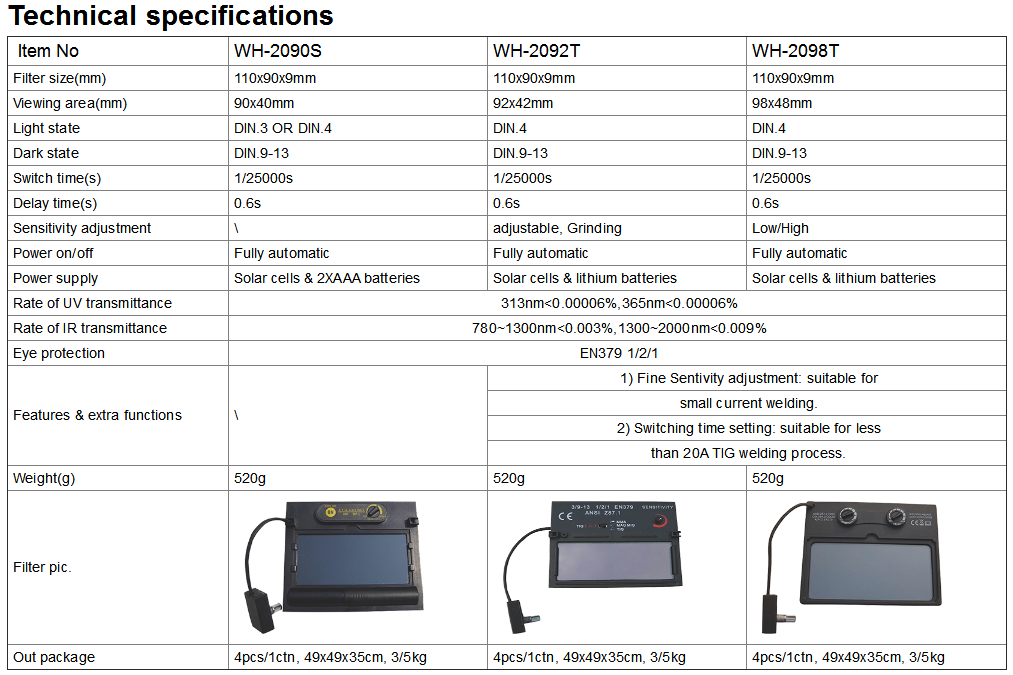 Technical specifications
Item No WH-2090S WH-2092T WH-2098T
Filter size(mm) 110x90x9mm 110x90x9mm 110x90x9mm
Viewing area(mm) 90x40mm 92x42mm 98x48mm
Light state DIN.3 OR DIN.4 DIN.4 DIN.4
Dark state DIN.9-13 DIN.9-13 DIN.9-13
Switch time(s) 1/25000s 1/25000s 1/25000s
Delay time(s) 0.6s 0.6s 0.6s
Sensitivity adjustment \ adjustable, Grinding Low/High
Power on/off Fully automatic Fully automatic Fully automatic
Power supply Solar cells & 2XAAA batteries Solar cells & lithium batteries Solar cells & lithium batteries
Rate of UV transmittance 313nm<0.00006%,365nm<0.00006%
Rate of IR transmittance 780~1300nm<0.003%,1300~2000nm<0.009%
Eye protection EN379 1/2/1
Features & extra functions \
1) Fine Sentivity adjustment: suitable for
small current welding.
2) Switching time setting: suitable for less
than 20A TIG welding process.
Weight(g) 520g 520g 520g
Filter pic.
CE 3/9-13 1/2/1 EN379 SENSITIVITY
ANSI Z87.1
TIG MMA
MAG MIG
TIG
CE
Out package 4pcs/1ctn, 49x49x35cm, 3/5kg 4pcs/1ctn, 49x49x35cm, 3/5kg 4pcs/1ctn, 49x49x35cm, 3/5kg